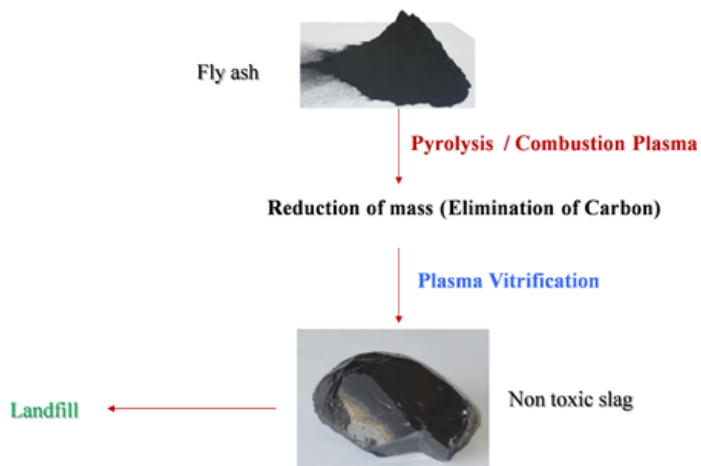 Fly ash
Pyrolysis / Combustion Plasma
Reduction of mass (Elimination of Carbon)
Plasma Vitrification
Non toxic slag
Landfill